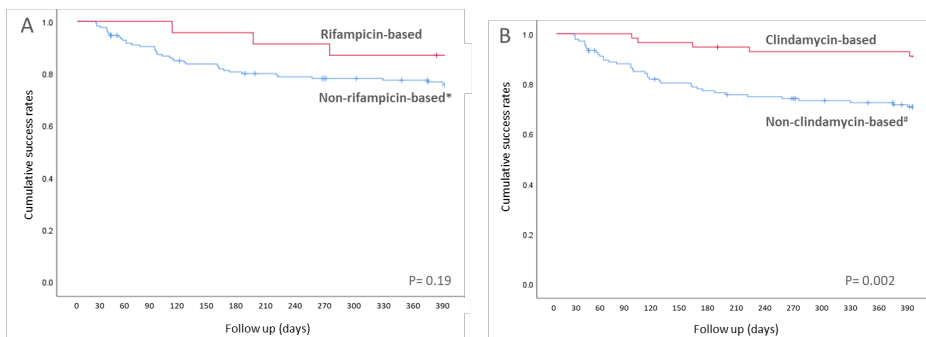 A
Cumulative success rates
1.0
0.8
0.6
0.4
0.2
0.0
Rifampicin-based
Non-rifampicin-based*
P= 0.19
0 30 60 90 120 150 180 210 240 270 300 330 360 390
Follow up (days)
B
Cumulative success rates
1.0
0.8
0.6
0.4
0.2
0.0
Clindamycin-based
Non-clindamycin-based#
P= 0.002
0 30 60 90 120 150 180 210 240 270 300 330 360 390
Follow up (days)